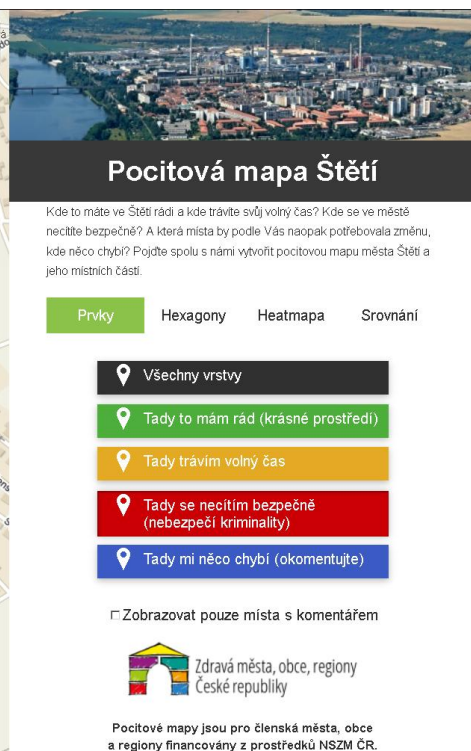 Pocitová mapa Štětí
Kde to máte ve Štětí rádi a kde trávíte svůj volný čas? Kde se ve městě
necítíte bezpečně? A která místa by podle Vás naopak potřebovala změnu,
kde něco chybí? Pojďte spolu s námi vytvořit pocitovou mapu města Štětí a
jeho místních částí.
Prvky Hexagony Heatmapa Srovnání
Všechny vrstvy
Tady to mám rád (krásné prostředí)
Tady trávím volný čas
Tady se necítím bezpečně
(nebezpečí kriminality)
Tady mi něco chybí (okomentujte)
Zobrazovat pouze místa s komentářem
Zdravá města, obce, regiony
České republiky
Pocitové mapy jsou pro členská města, obce
a regiony financovány z prostředků NSZM ČR.